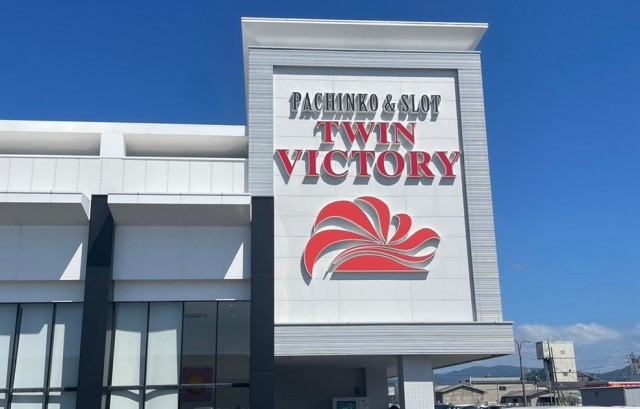 PACHINKO & SLOT
TWIN
VICTORY